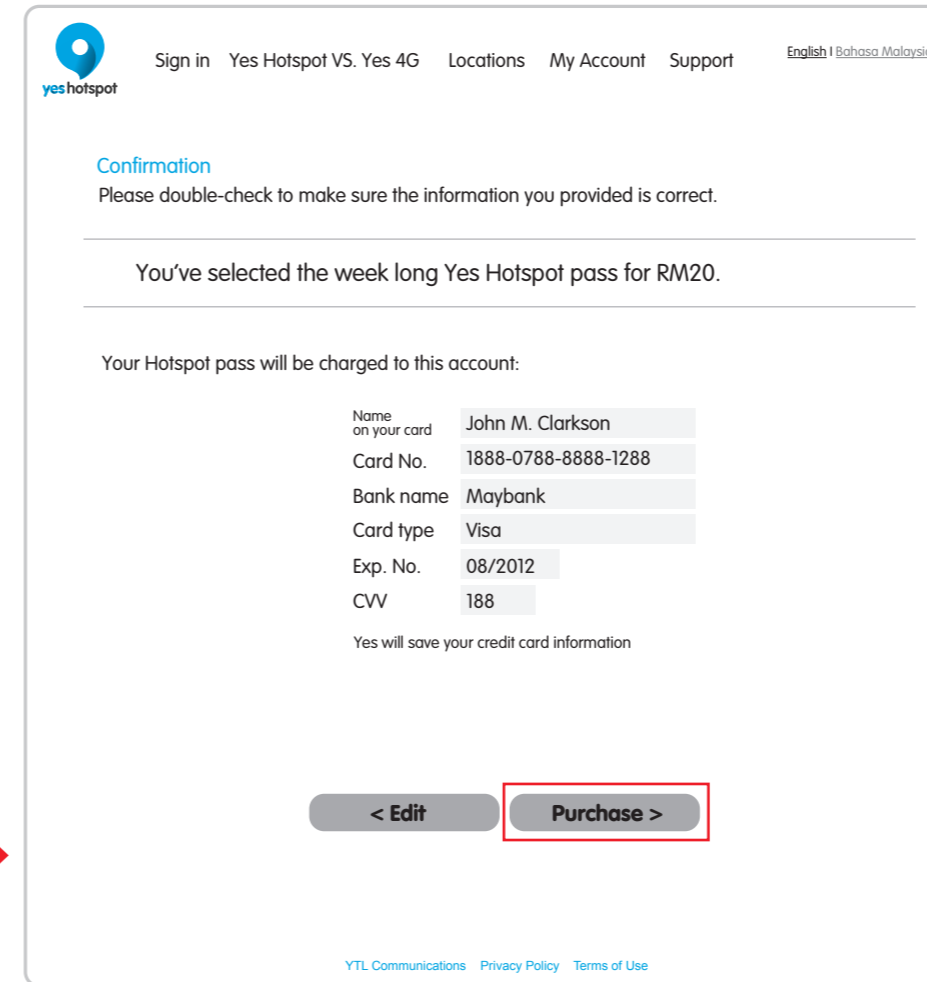 yes hotspot
Sign in Yes Hotspot VS. Yes 4G Locations My Account Support
English | Bahasa Malaysia
Confirmation
Please double-check to make sure the information you provided is correct.
You've selected the week long Yes Hotspot pass for RM20.
Your Hotspot pass will be charged to this account:
Name
on your card
John M. Clarkson
Card No. 1888-0788-8888-1288
Bank name Maybank
Card type Visa
Exp. No. 08/2012
CVV 188
Yes will save your credit card information
< Edit Purchase >
YTL Communications Privacy Policy Terms of Use